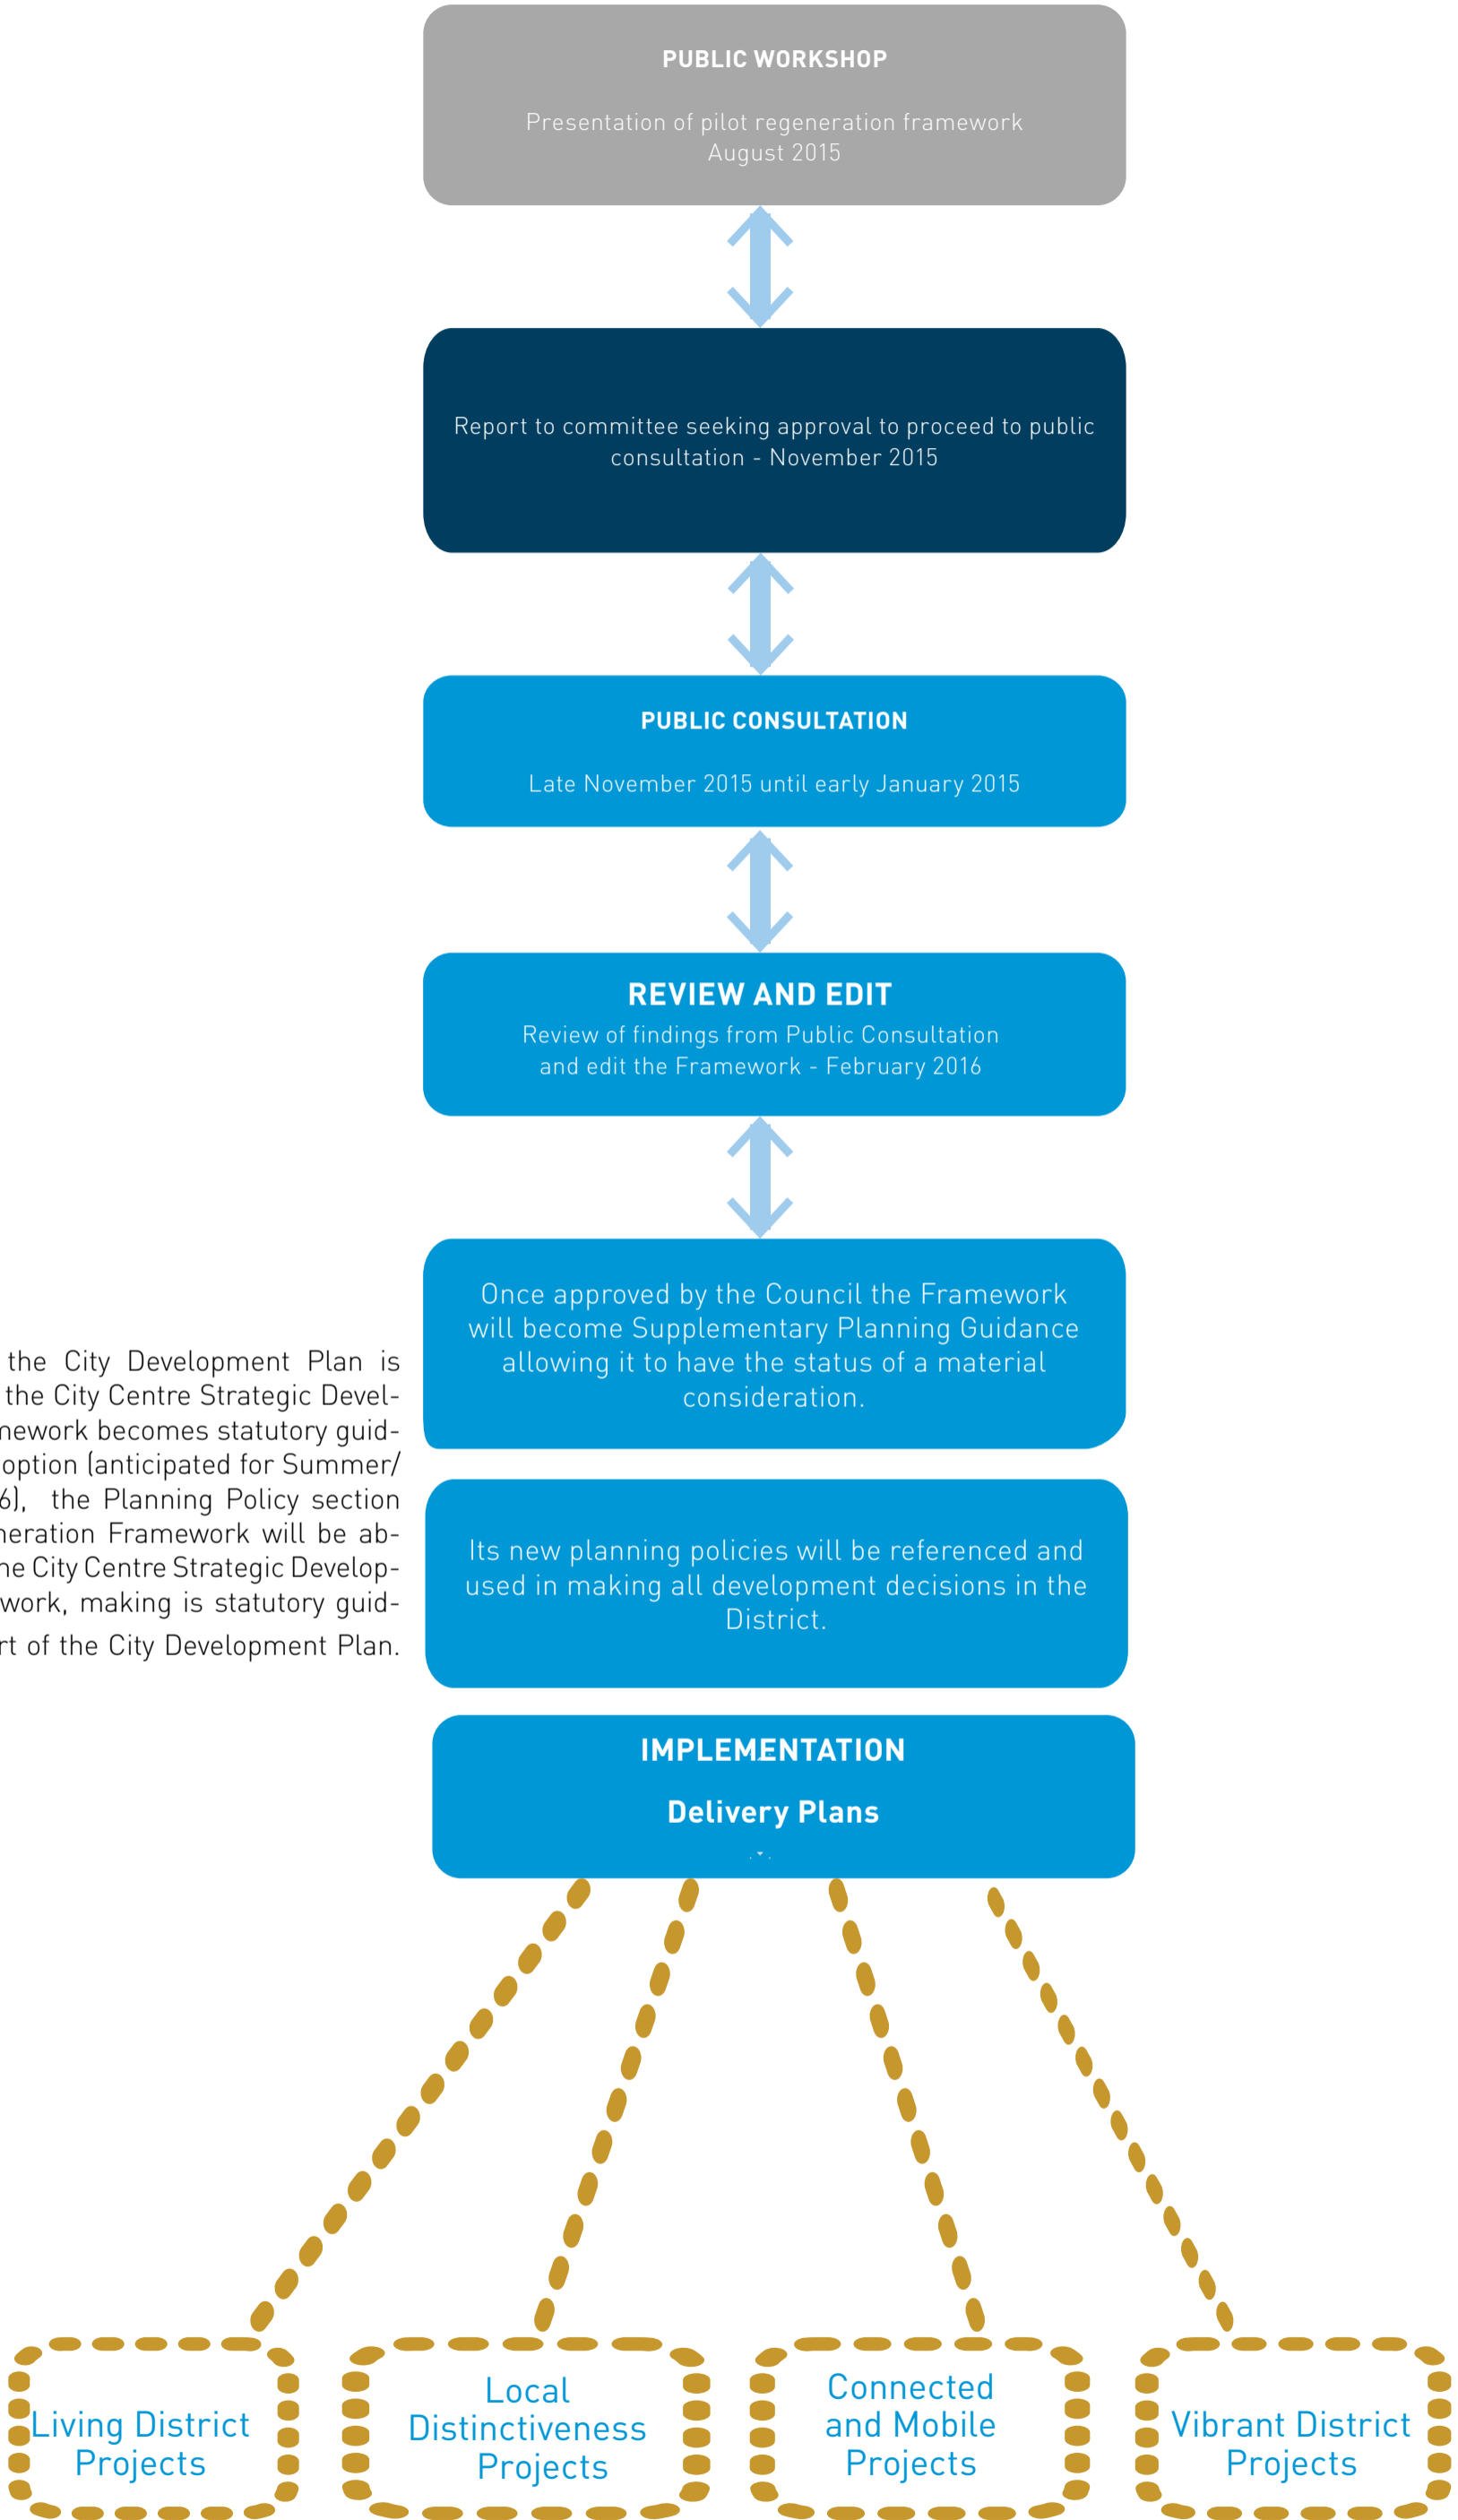 PUBLIC WORKSHOP
Presentation of pilot regeneration framework
August 2015
Report to committee seeking approval to proceed to public
consultation - November 2015
PUBLIC CONSULTATION
Late November 2015 until early January 2015
REVIEW AND EDIT
Review of findings from Public Consultation
and edit the Framework - February 2016
Once approved by the Council the Framework
will become Supplementary Planning Guidance
allowing it to have the status of a material
consideration.
the City Development Plan is
the City Centre Strategic Devel-
mework becomes statutory guid-
option (anticipated for Summer/
6), the Planning Policy section
neration Framework will be ab-
he City Centre Strategic Develop-
work, making is statutory guid-
rt of the City Development Plan.
Its new planning policies will be referenced and
used in making all development decisions in the
District.
IMPLEMENTATION
Delivery Plans
Living District
Projects
Local
Distinctiveness
Projects
Connected
and Mobile
Projects
Vibrant District
Projects